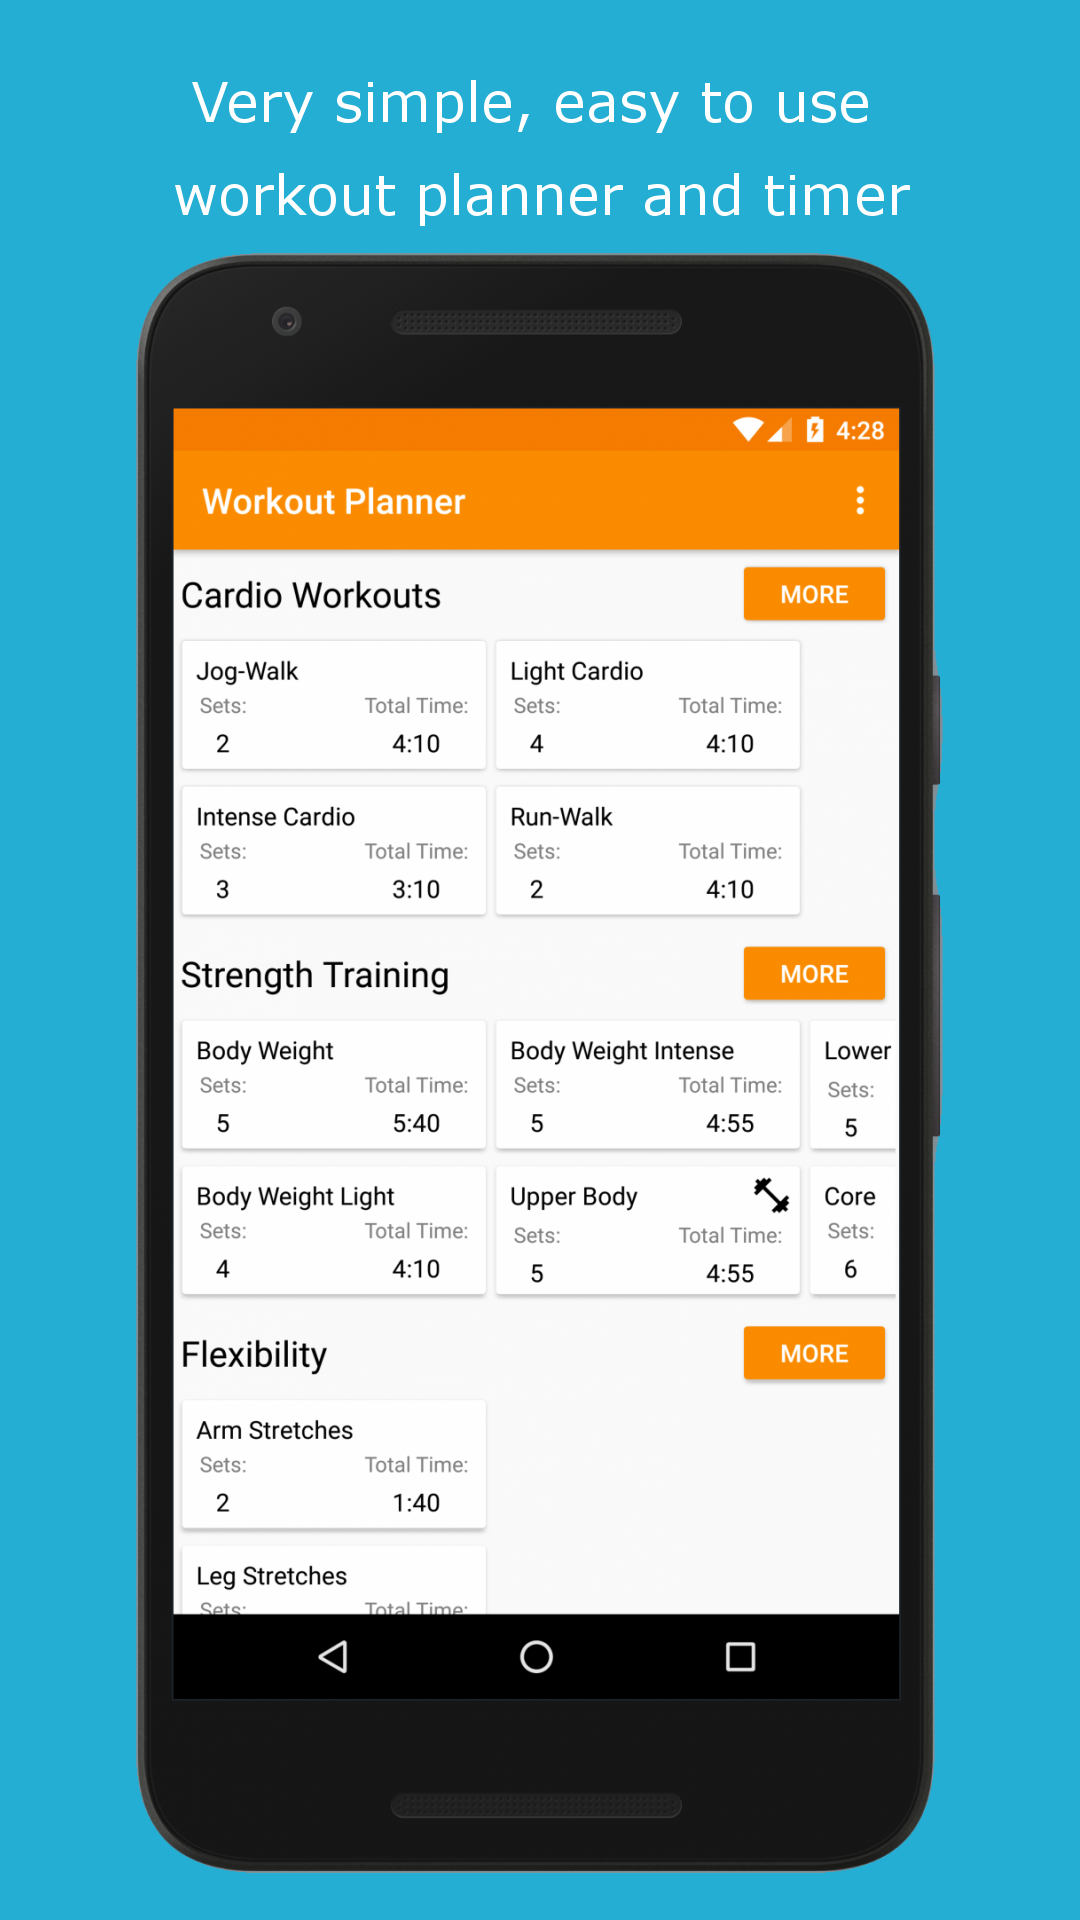 Very simple, easy to use
workout planner and timer
4:28
Workout Planner
Cardio Workouts MORE
Jog-Walk Light Cardio
Sets: Total Time: Sets: Total Time:
2 4:10 4 4:10
Intense Cardio Run-Walk
Sets: Total Time: Sets: Total Time:
3 3:10 2 4:10
Strength Training MORE
Body Weight Body Weight Intense Lower
Sets: Total Time: Sets: Total Time: Sets:
5 5:40 5 4:55 5
Body Weight Light Upper Body Core
Sets: Total Time: Sets: Total Time: Sets:
4 4:10 5 4:55 6
Flexibility MORE
Arm Stretches
Sets: Total Time:
2 1:40
Leg Stretches
Sets: Total Time: